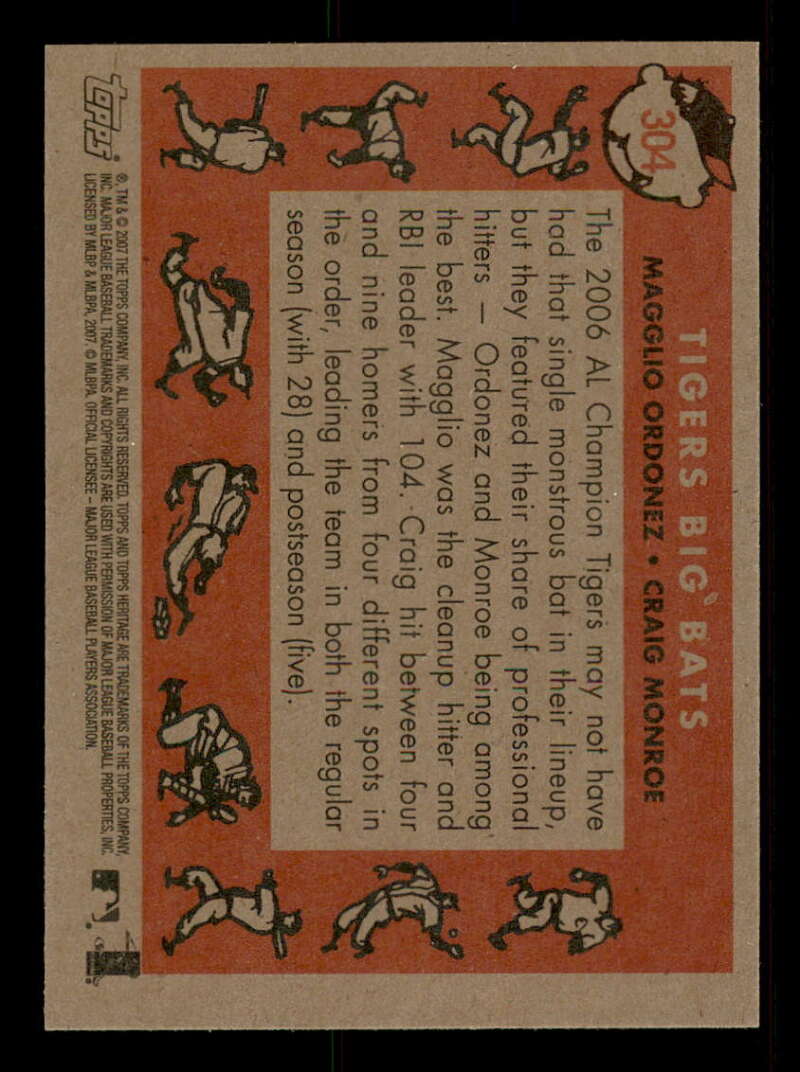 304
TIGERS BIG BATS
MAGGLIO ORDONEZ • CRAIG MONROE
The 2006 AL Champion Tigers may not have
had that single monstrous bat in their lineup,
but they featured their share of professional
hitters — Ordonez and Monroe being among
the best. Magglio was the cleanup hitter and
RBI leader with 104. Craig hit between four
and nine homers from four different spots in
the order, leading the team in both the regular
season (with 28) and postseason (five).
TOPPS
®, TM & © 2007 THE TOPPS COMPANY, INC. ALL RIGHTS RESERVED. TOPPS AND TOPPS HERITAGE ARE TRADEMARKS OF THE TOPPS COMPANY,
INC. MAJOR LEAGUE BASEBALL TRADEMARKS AND COPYRIGHTS ARE USED WITH PERMISSION OF MAJOR LEAGUE BASEBALL PROPERTIES, INC.
LICENSED BY MLBP & MLBPA, 2007. © MLBPA. OFFICIAL LICENSEE – MAJOR LEAGUE BASEBALL PLAYERS ASSOCIATION.